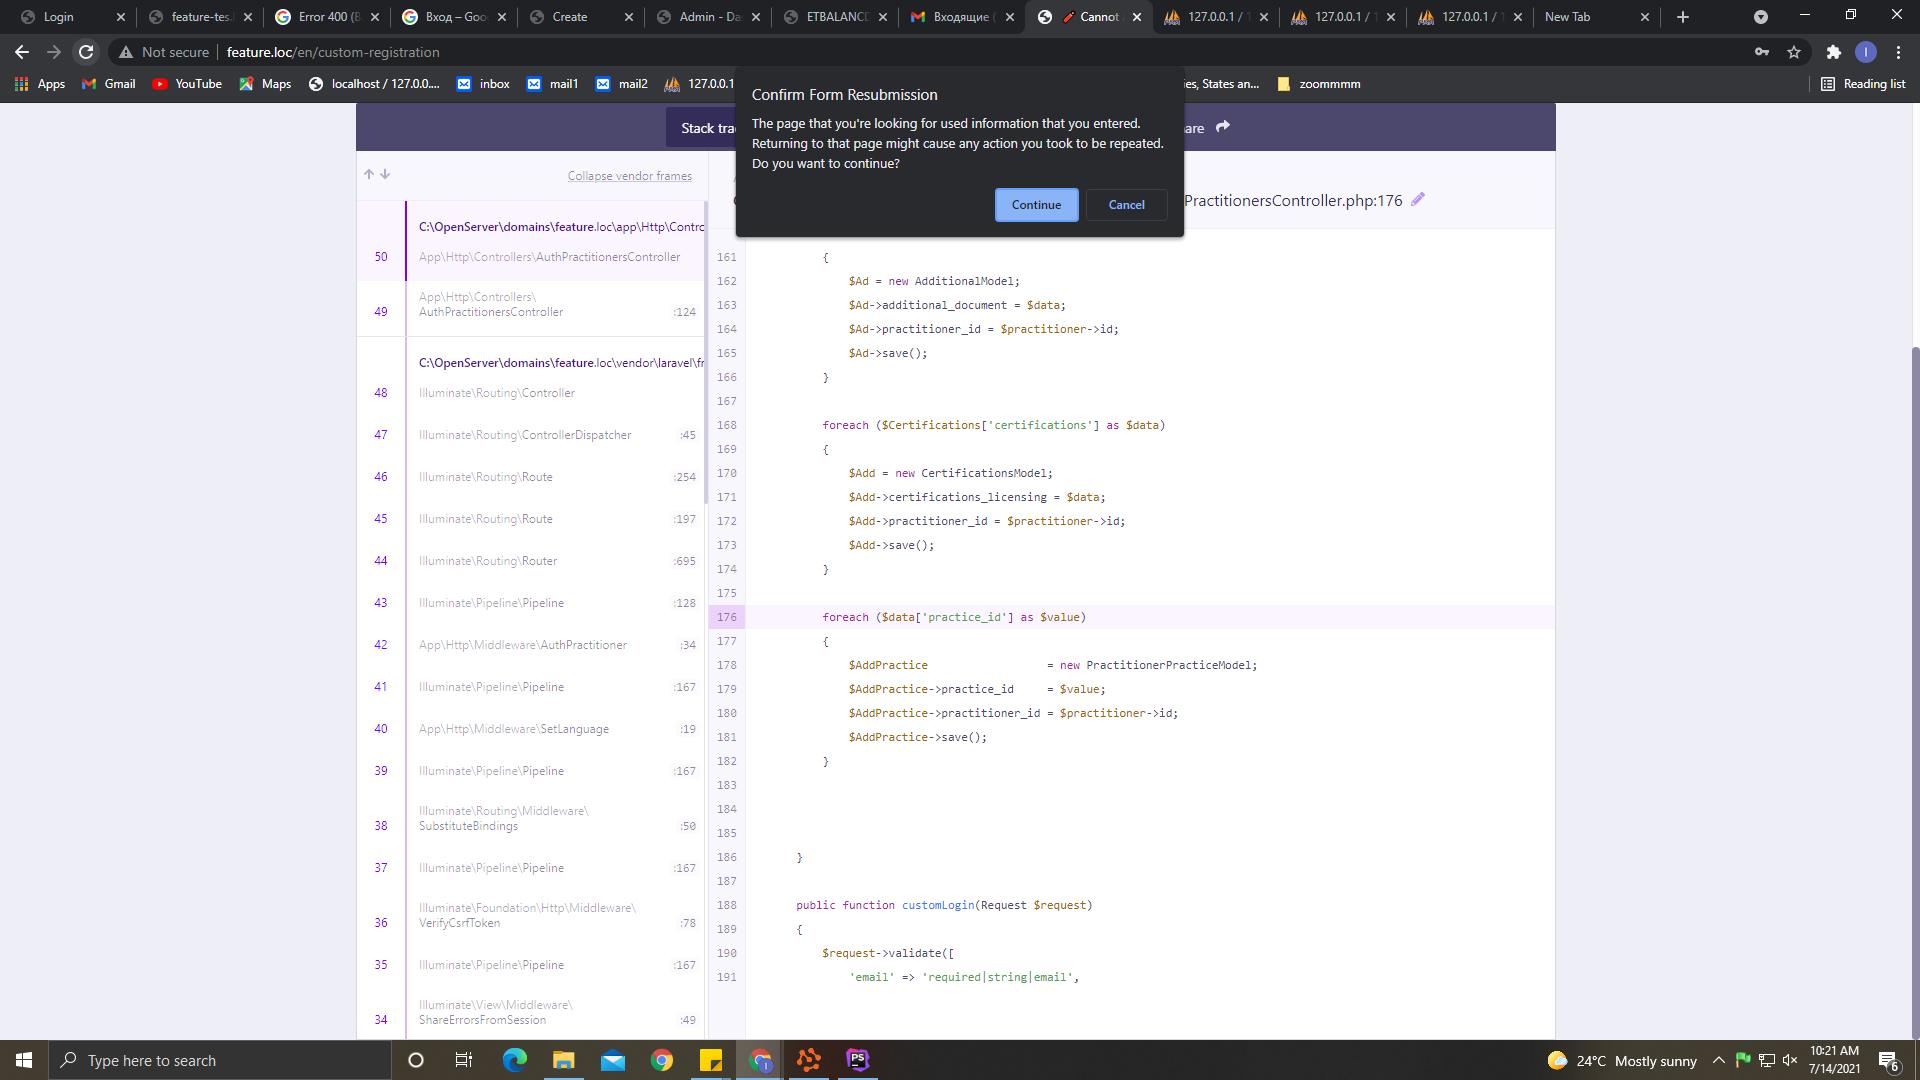 Login
feature-tes.
Error 400 (B
Вход – Goo
Create
Admin - Da
ETBALANC
Входящие (
Cannot
127.0.0.1 / 1
127.0.0.1 / 1
127.0.0.1 / 1
New Tab
Not secure
feature.loc/en/custom-registration
I
Apps
Gmail
YouTube
Maps
localhost / 127.0.0....
inbox
mail1
mail2
127.0.0.1
ies, States an...
zoommmm
Reading list
Confirm Form Resubmission
The page that you're looking for used information that you entered.
Returning to that page might cause any action you took to be repeated.
Do you want to continue?
Continue
Cancel
Stack tra
are
Collapse vendor frames
PractitionersController.php:176
C:\OpenServer\domains\feature.loc\app\Http\Contro
50 App\Http\Controllers\AuthPractitionersController
App\Http\Controllers\
49 AuthPractitionersController :124
C:\OpenServer\domains\feature.loc\vendor\laravel\fr
48 Illuminate\Routing\Controller
47 Illuminate\Routing\ControllerDispatcher :45
46 Illuminate\Routing\Route :254
45 Illuminate\Routing\Route :197
44 Illuminate\Routing\Router :695
43 Illuminate\Pipeline\Pipeline :128
42 App\Http\Middleware\AuthPractitioner :34
41 Illuminate\Pipeline\Pipeline :167
40 App\Http\Middleware\SetLanguage :19
39 Illuminate\Pipeline\Pipeline :167
Illuminate\Routing\Middleware\
38 SubstituteBindings :50
37 Illuminate\Pipeline\Pipeline :167
Illuminate\Foundation\Http\Middleware\
36 VerifyCsrfToken :78
35 Illuminate\Pipeline\Pipeline :167
Illuminate\View\Middleware\
34 ShareErrorsFromSession :49
161 {
162 $Ad = new AdditionalModel;
163 $Ad->additional_document = $data;
164 $Ad->practitioner_id = $practitioner->id;
165 $Ad->save();
166 }
167
168 foreach ($Certifications['certifications'] as $data)
169 {
170 $Add = new CertificationsModel;
171 $Add->certifications_licensing = $data;
172 $Add->practitioner_id = $practitioner->id;
173 $Add->save();
174 }
175
176 foreach ($data['practice_id'] as $value)
177 {
178 $AddPractice = new PractitionerPracticeModel;
179 $AddPractice->practice_id = $value;
180 $AddPractice->practitioner_id = $practitioner->id;
181 $AddPractice->save();
182 }
183
184
185
186 }
187
188 public function customLogin(Request $request)
189 {
190 $request->validate([
191 'email' => 'required|string|email',
Type here to search
PS
24°C Mostly sunny
10:21 AM
7/14/2021
6